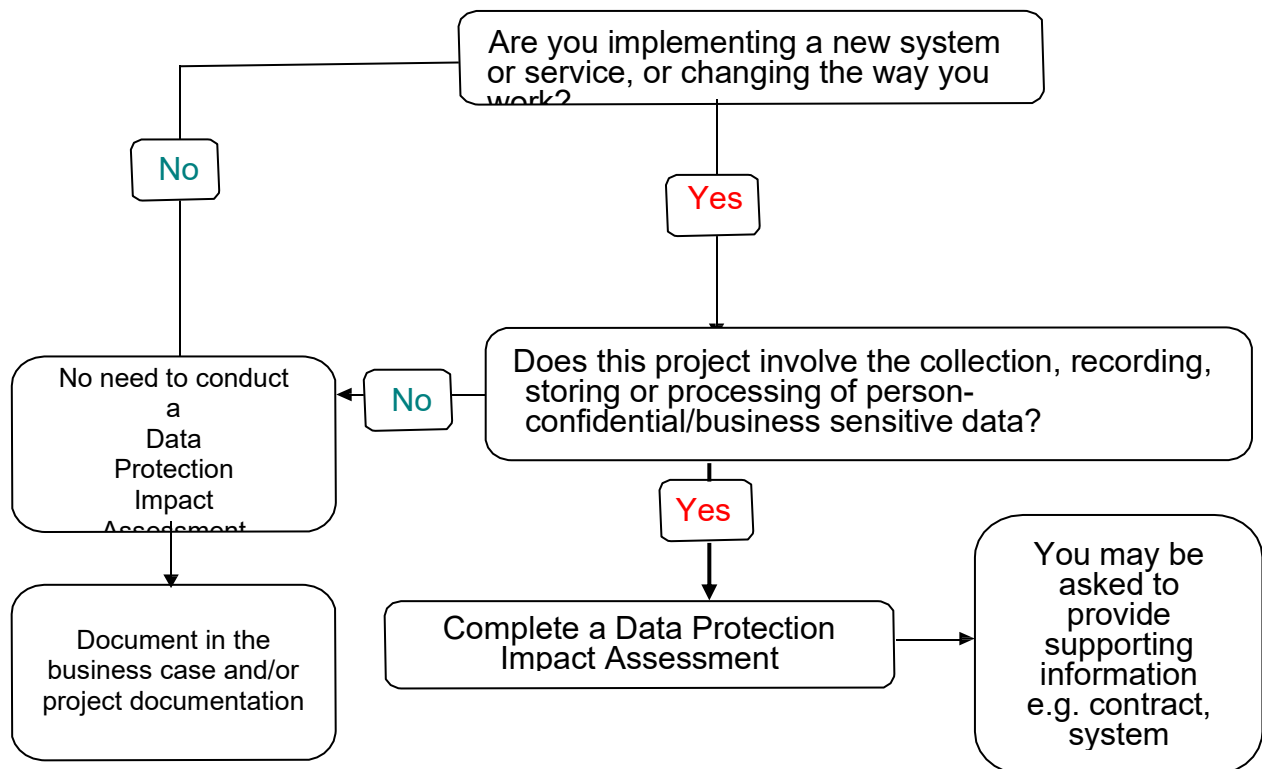 Are you implementing a new system
or service, or changing the way you
work?
No
Yes
Does this project involve the collection, recording,
storing or processing of person-
confidential/business sensitive data?
No need to conduct
a
Data
Protection
Impact
Assessment
No
Yes
You may be
asked to
provide
supporting
information
e.g. contract,
system
Complete a Data Protection
Impact Assessment
Document in the
business case and/or
project documentation